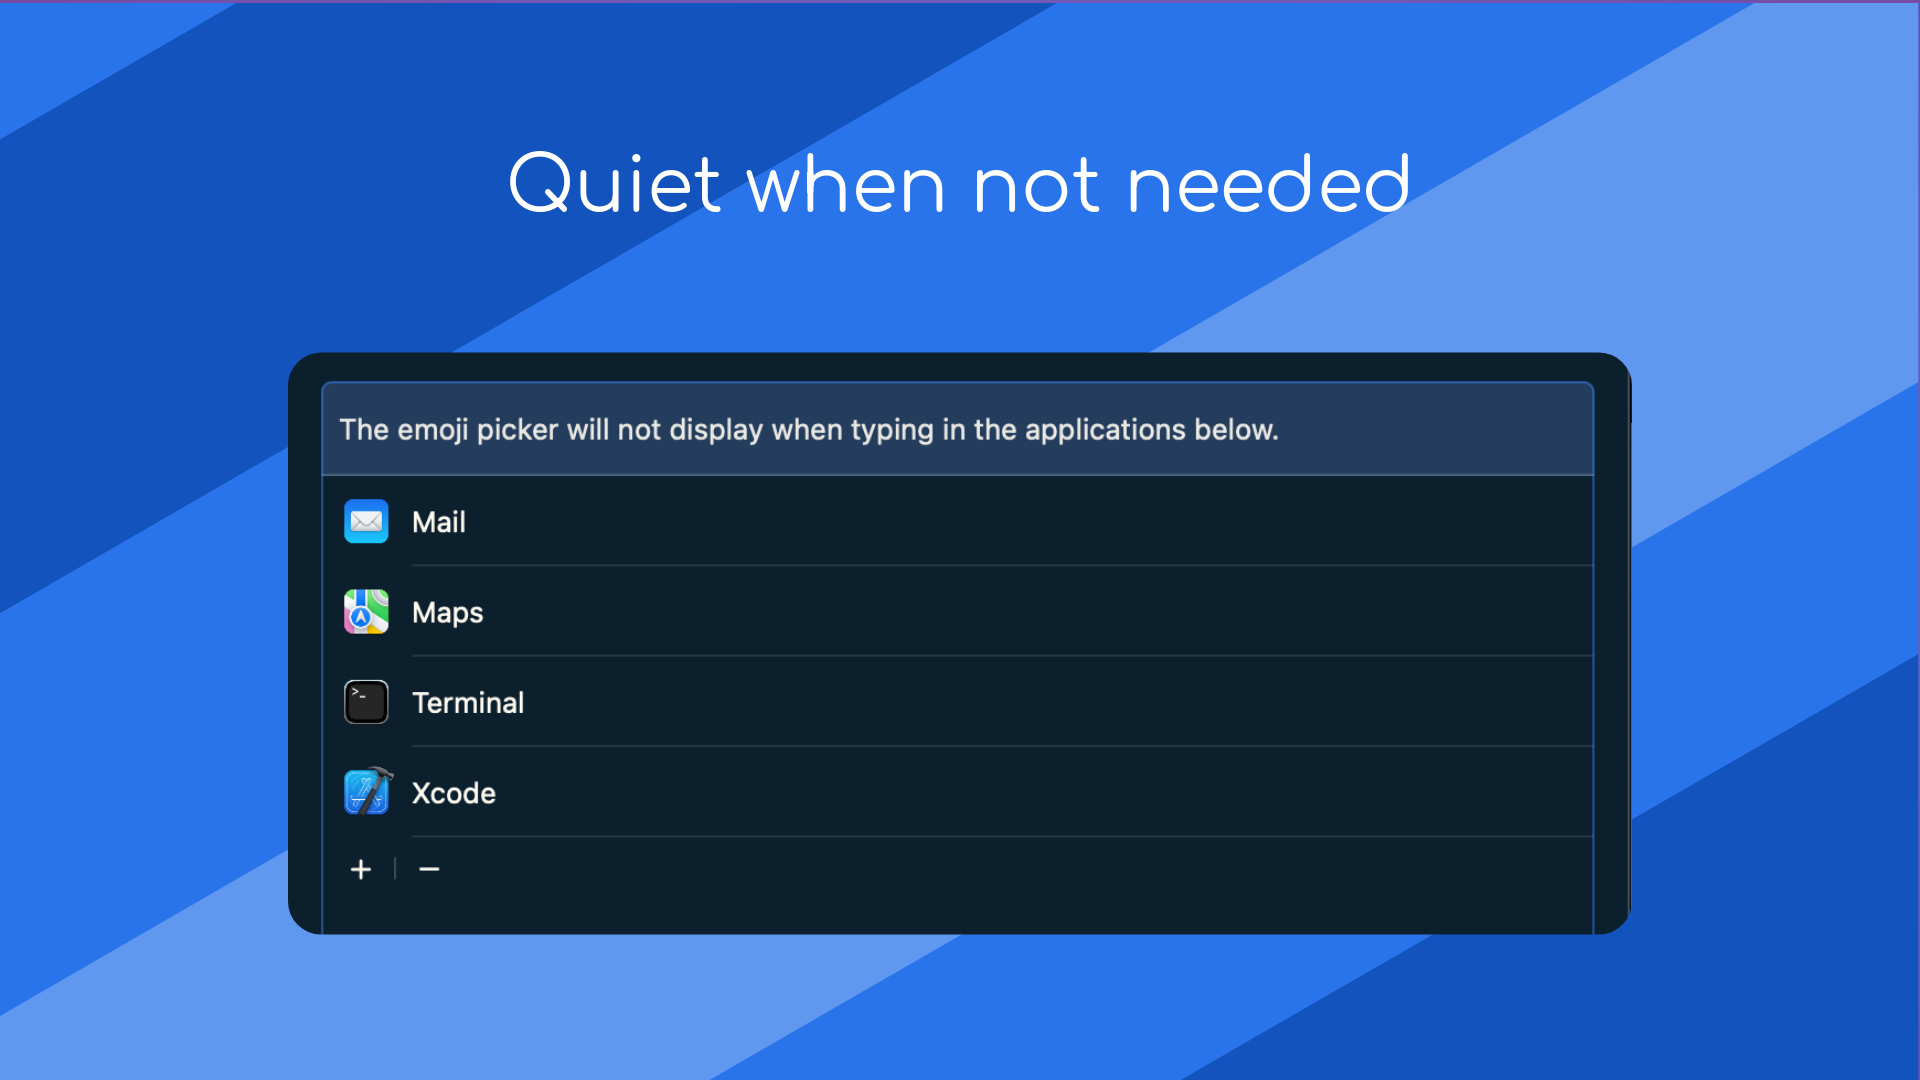 Quiet when not needed
The emoji picker will not display when typing in the applications below.
Mail
Maps
>_
Terminal
Xcode
+ | −